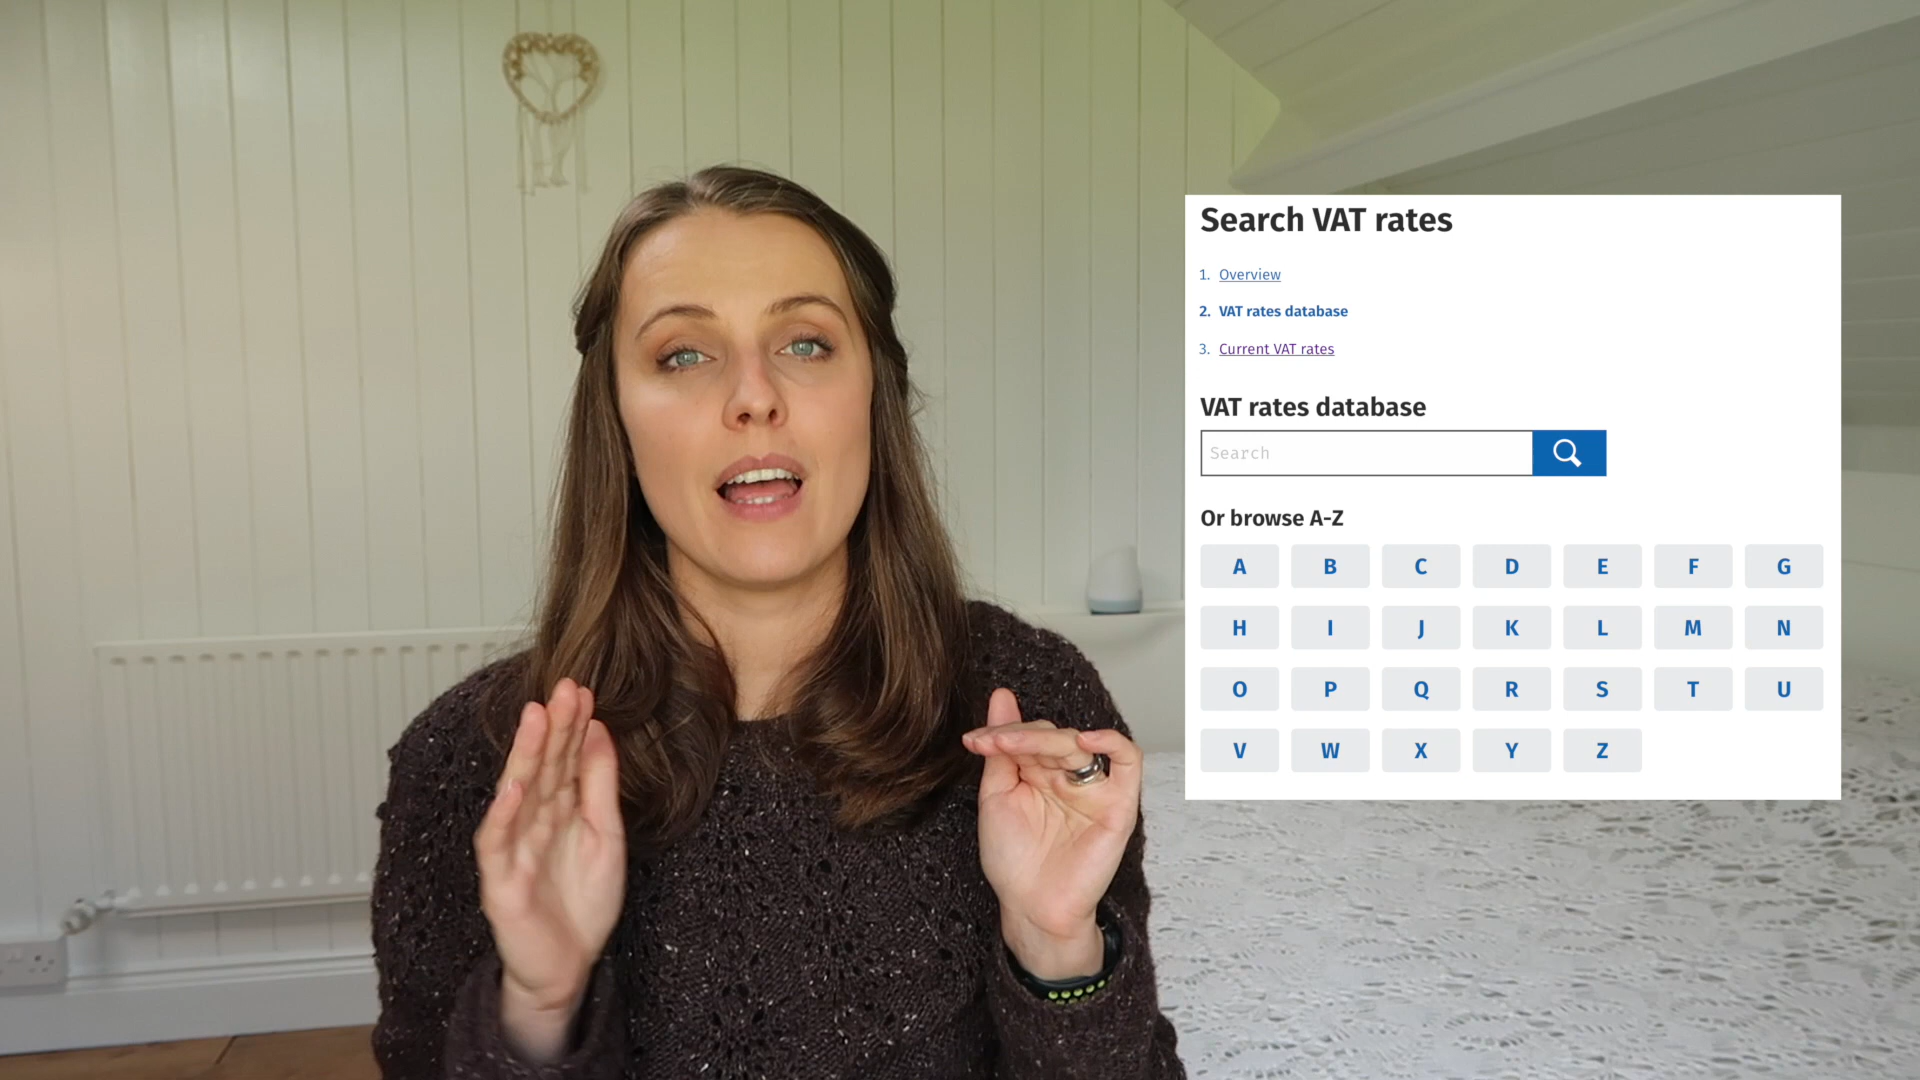 Search VAT rates
1. Overview
2. VAT rates database
3. Current VAT rates
VAT rates database
Search
Or browse A-Z
A B C D E F G
H I J K L M N
O P Q R S T U
V W X Y Z